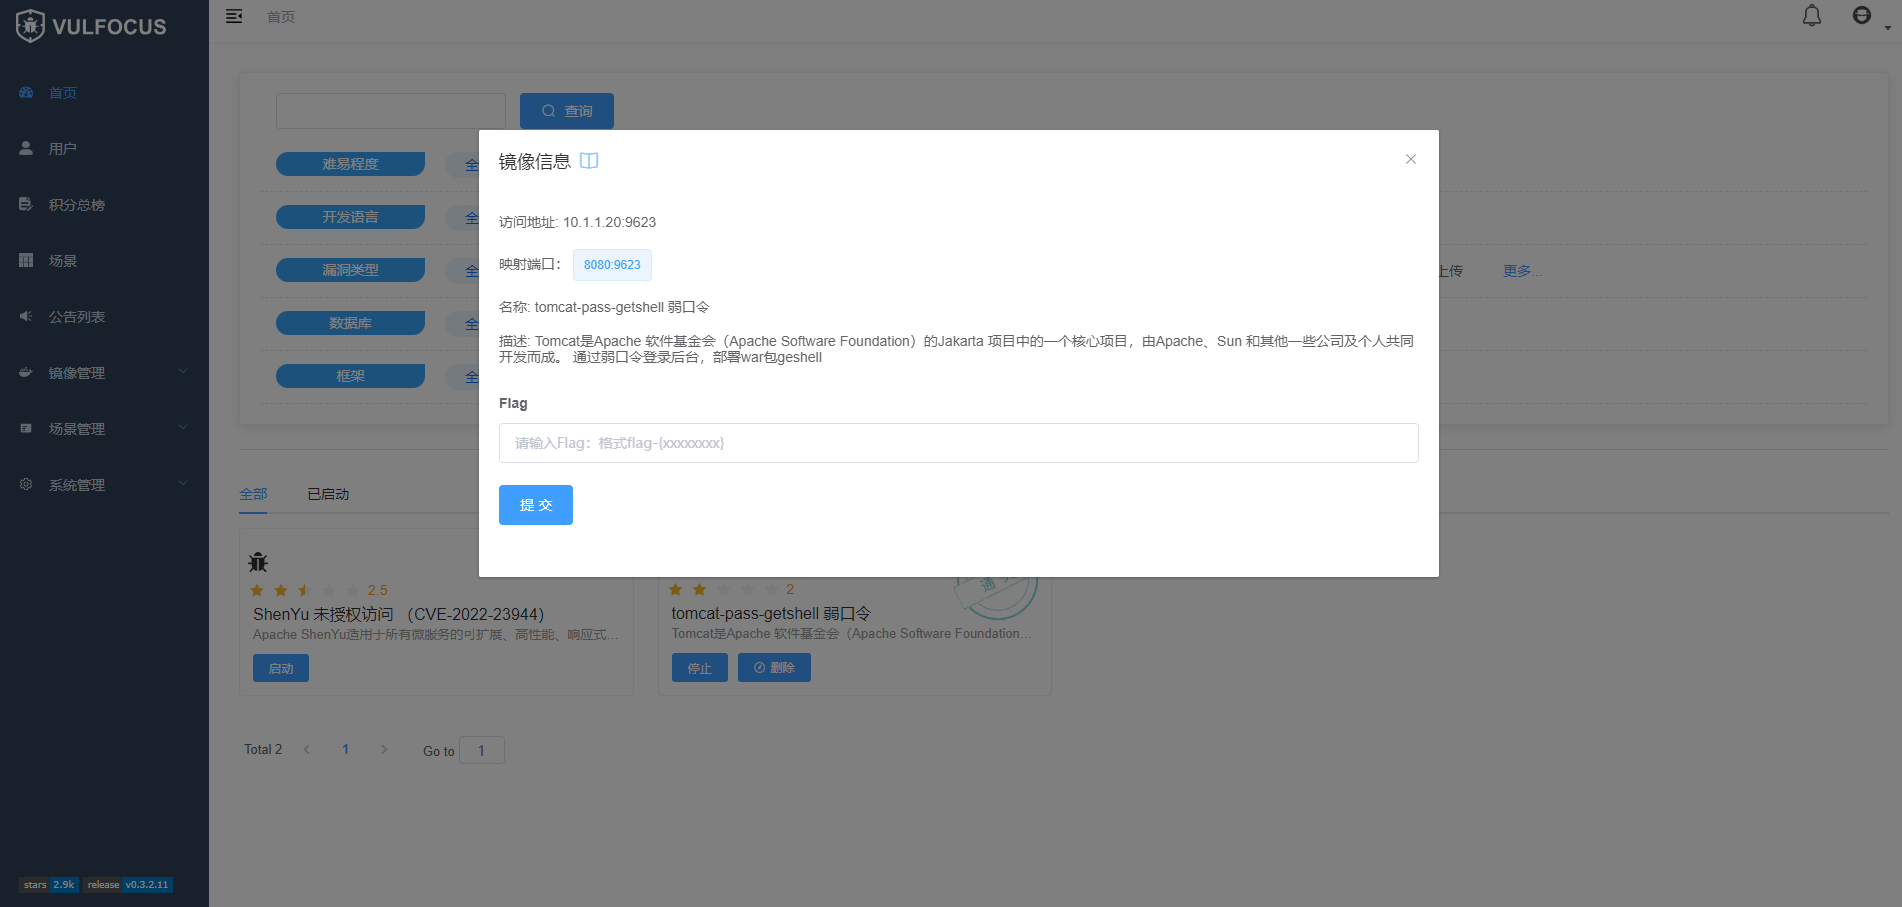 VULFOCUS
首页
首页
用户
积分总榜
场景
公告列表
镜像管理
场景管理
系统管理
stars 2.9k release v0.3.2.11
查询
难易程度 全
开发语言 全
漏洞类型 全 上传 更多...
数据库 全
框架 全
镜像信息
访问地址: 10.1.1.20:9623
映射端口： 8080:9623
名称: tomcat-pass-getshell 弱口令
描述: Tomcat是Apache 软件基金会（Apache Software Foundation）的Jakarta 项目中的一个核心项目，由Apache、Sun 和其他一些公司及个人共同
开发而成。 通过弱口令登录后台，部署war包geshell
Flag
请输入Flag：格式flag-{xxxxxxxx}
提 交
全部 已启动
2.5
ShenYu 未授权访问 （CVE-2022-23944）
Apache ShenYu适用于所有微服务的可扩展、高性能、响应式...
启动
2
通
tomcat-pass-getshell 弱口令
Tomcat是Apache 软件基金会（Apache Software Foundation...
停止 删除
Total 2 1 Go to 1